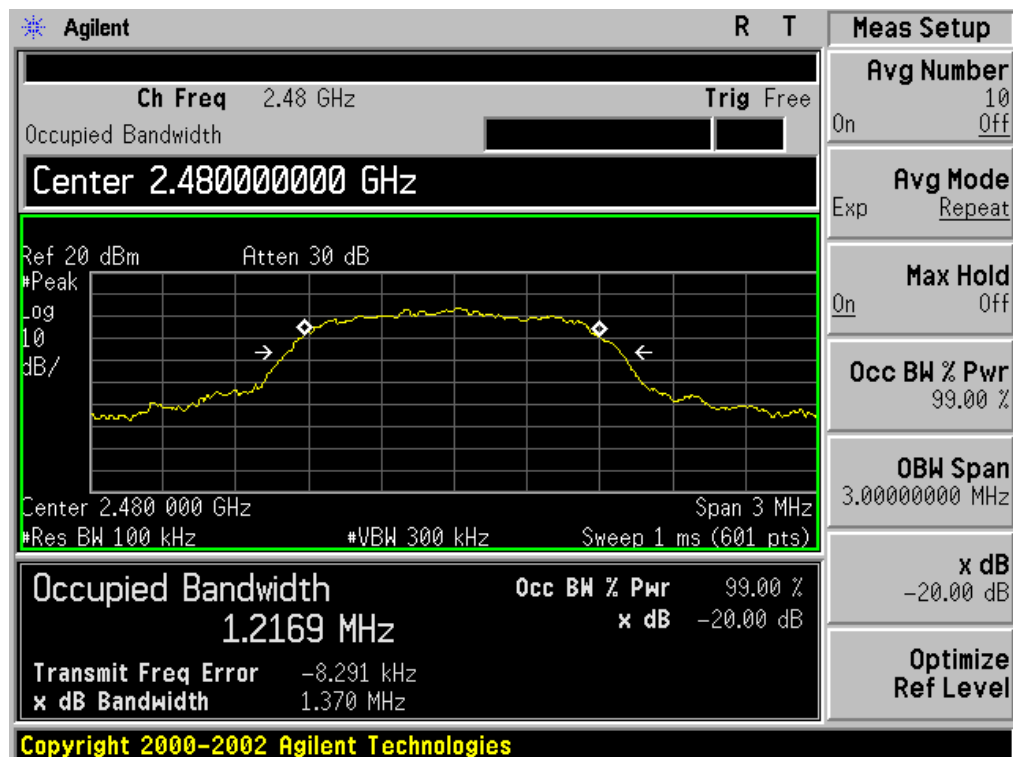 Agilent R T
Ch Freq 2.48 GHz Trig Free
Occupied Bandwidth
Center 2.480000000 GHz
Ref 20 dBm Atten 30 dB
#Peak
Log
10
dB/
Center 2.480 000 GHz Span 3 MHz
#Res BW 100 kHz #VBW 300 kHz Sweep 1 ms (601 pts)
Occupied Bandwidth Occ BW % Pwr 99.00 %
1.2169 MHz x dB -20.00 dB
Transmit Freq Error -8.291 kHz
x dB Bandwidth 1.370 MHz
Copyright 2000-2002 Agilent Technologies
Meas Setup
Avg Number
10
On Off
Avg Mode
Exp Repeat
Max Hold
On Off
Occ BW % Pwr
99.00 %
OBW Span
3.00000000 MHz
x dB
-20.00 dB
Optimize
Ref Level